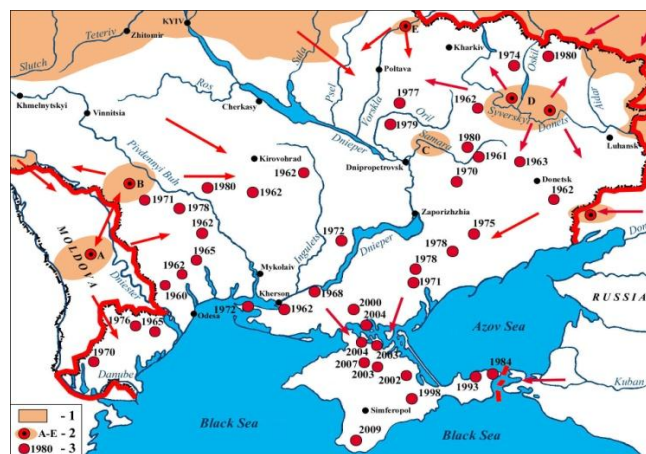 Slutch
Teteriv
Zhitomir
KYIV
Sula
Psel
Vorskla
E
Poltava
Kharkiv
1974
Oskil
1980
Aidar
Khmelnytskyi
Vinnitsia
Ros
Cherkasy
Dnieper
1977
Oril
1979
1962
D
Syverskyi
Donets
Luhansk
Pivdennyi Buh
Kirovohrad
1962
Samara
C
1980
1961
1963
Dnipropetrovsk
B
1971
1980
1962
1978
1970
Donetsk
1962
MOLDOVA
A
Dniester
1962
1965
1962
1960
Ingulets
1972
Dnieper
Zaporizhzhia
1975
1978
1978
1971
Don
Mykolaiv
Kherson
1972
1962
1968
Odesa
1976
1965
1970
Danube
2000
2004
2004
2003
2007
2003
2002
1998
Simferopol
2009
Azov Sea
RUSSIA
1984
1993
Kuban
Black Sea
Black Sea
- 1
A-E - 2
1980 - 3